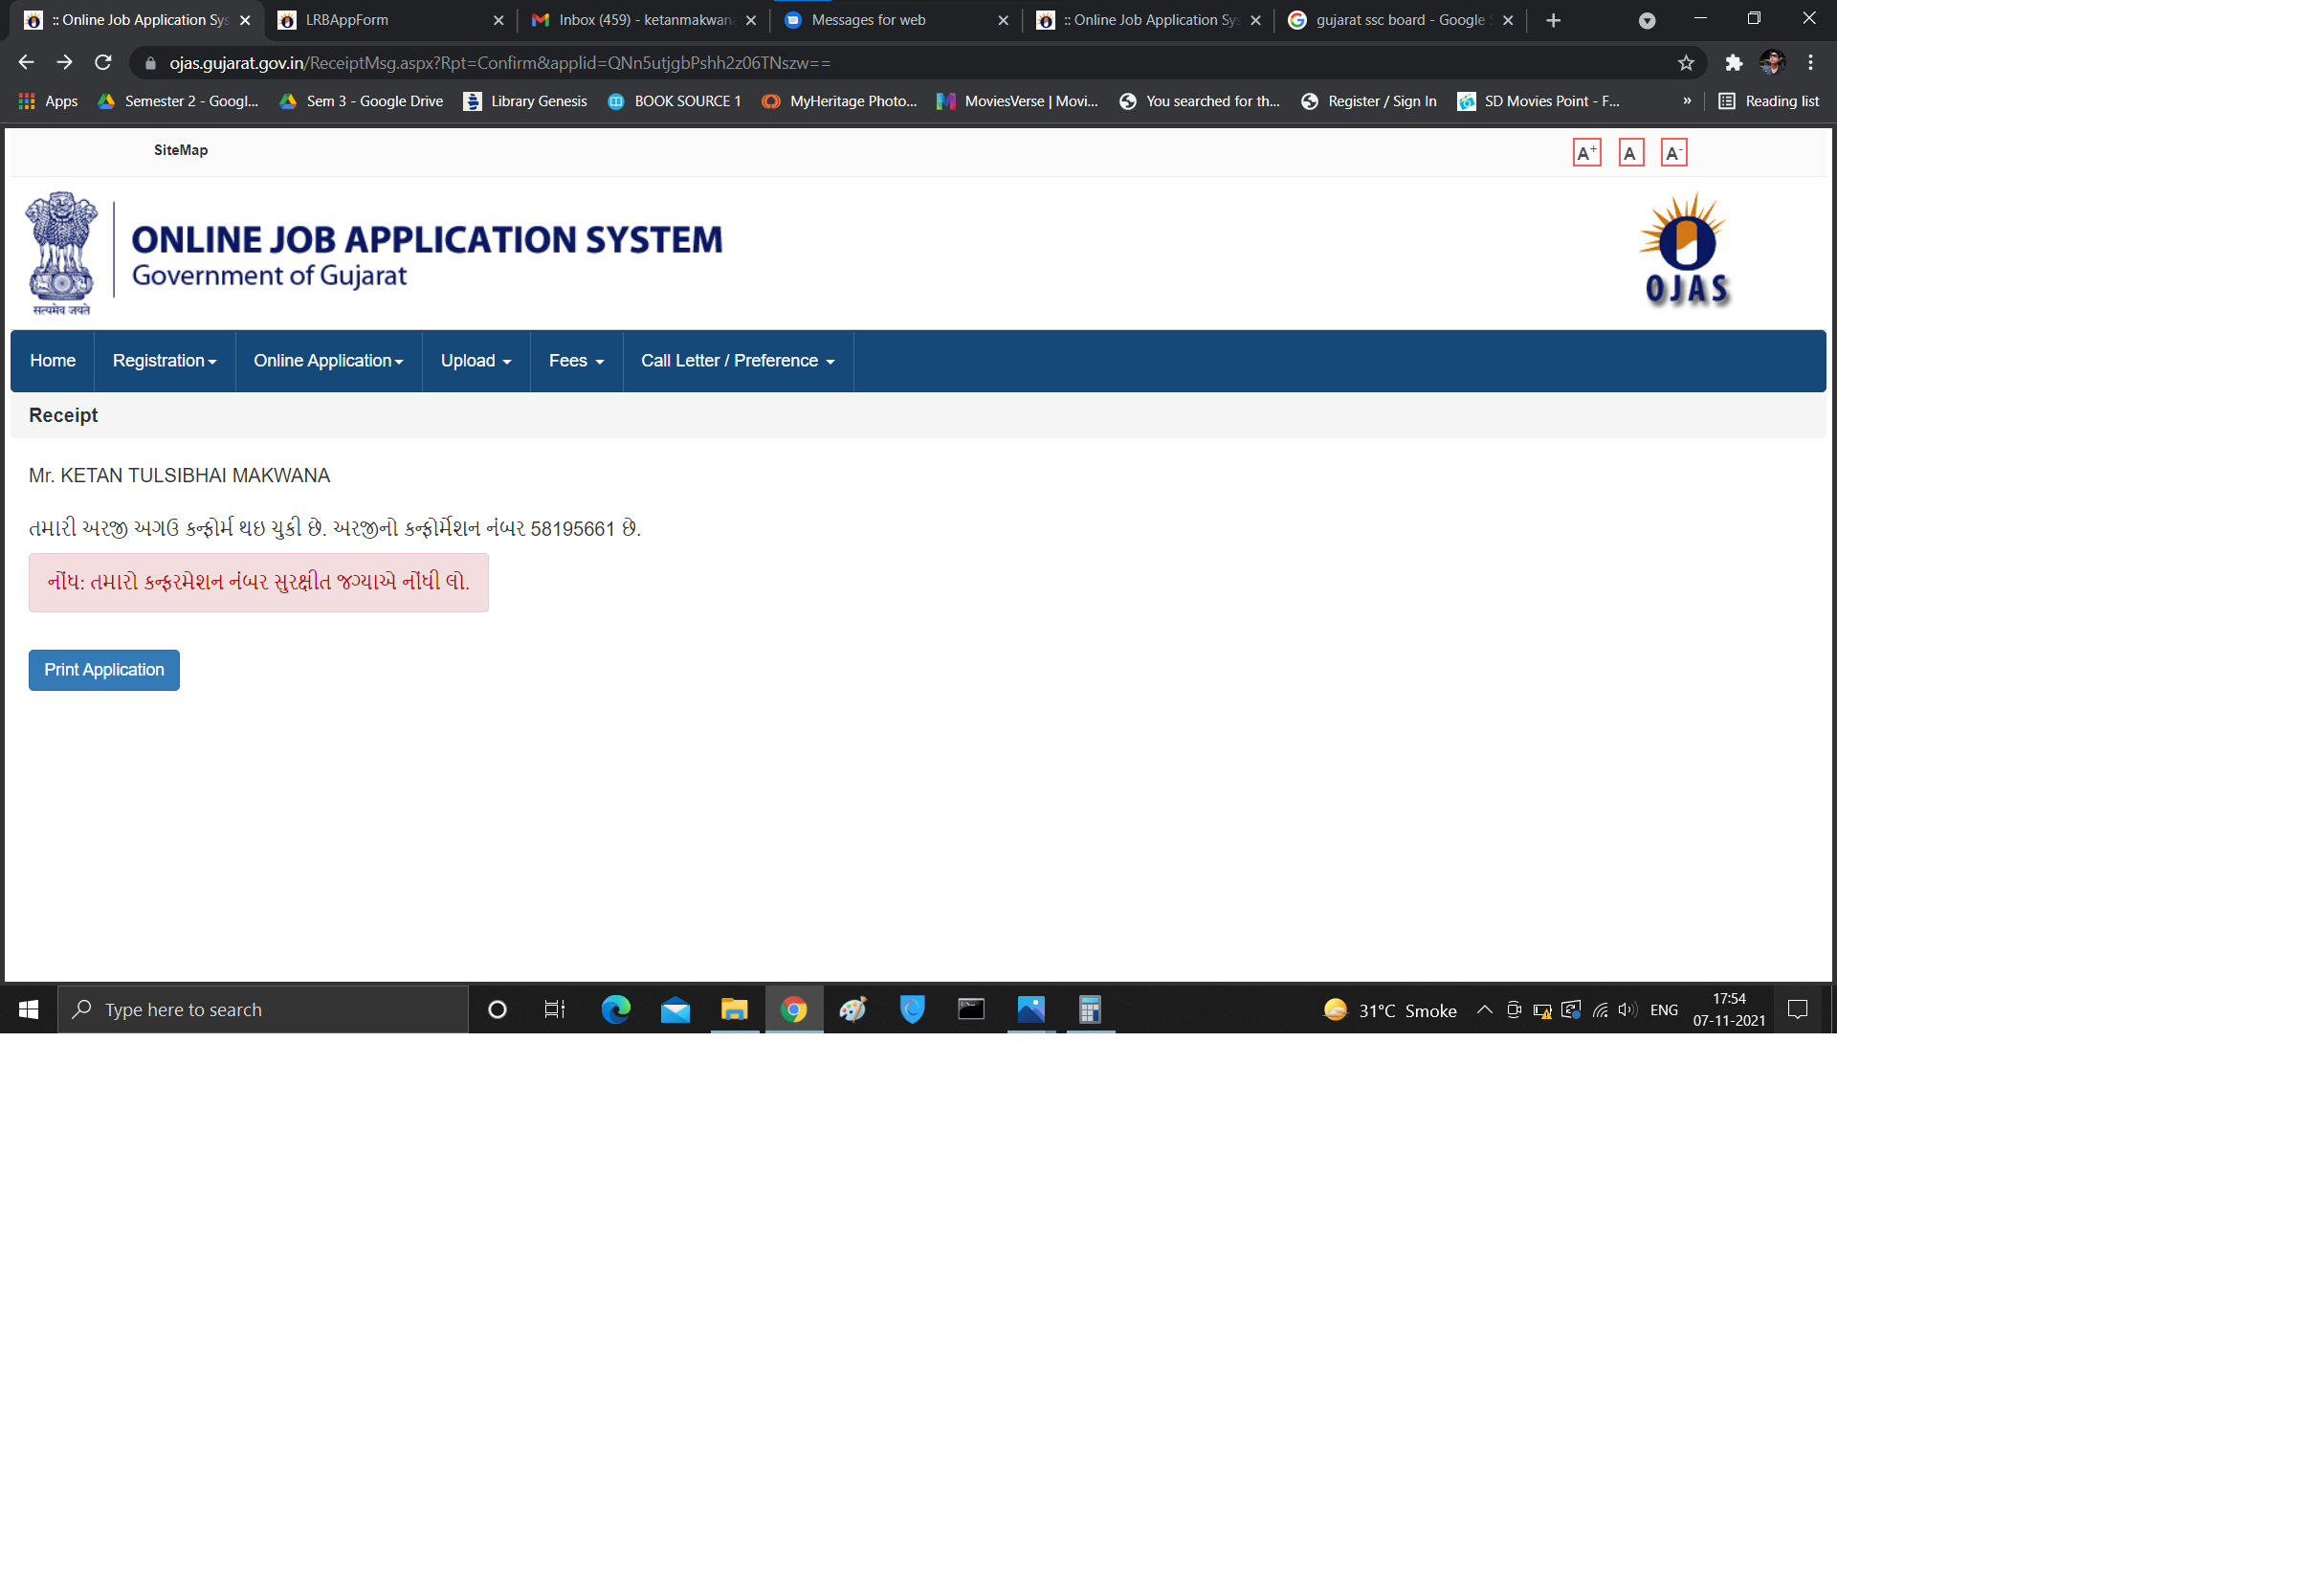 :: Online Job Application Sys
LRBAppForm
Inbox (459) - ketanmakwana
Messages for web
:: Online Job Application Sys
gujarat ssc board - Google S
ojas.gujarat.gov.in/ReceiptMsg.aspx?Rpt=Confirm&applid=QNn5utjgbPshh2z06TNszw==
Apps
Semester 2 - Googl...
Sem 3 - Google Drive
Library Genesis
BOOK SOURCE 1
MyHeritage Photo...
MoviesVerse | Movi...
You searched for th...
Register / Sign In
SD Movies Point - F...
»
Reading list
SiteMap
A+ A A-
ONLINE JOB APPLICATION SYSTEM
Government of Gujarat
सत्यमेव जयते
OJAS
Home
Registration
Online Application
Upload
Fees
Call Letter / Preference
Receipt
Mr. KETAN TULSIBHAI MAKWANA
તમારી અરજી અગઉ કન્ફોર્મ થઇ ચુકી છે. અરજીનો કન્ફોર્મેશન નંબર 58195661 છે.
નોંધ: તમારો કન્ફરમેશન નંબર સુરક્ષીત જગ્યાએ નોંધી લો.
Print Application
Type here to search
31°C Smoke
ENG
17:54
07-11-2021